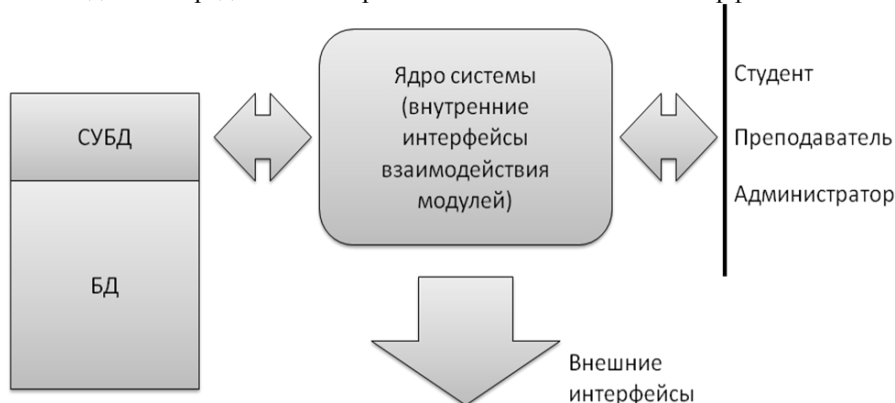 Ядро системы
(внутренние
интерфейсы
взаимодействия
модулей)
СУБД
БД
Студент
Преподаватель
Администратор
Внешние
интерфейсы